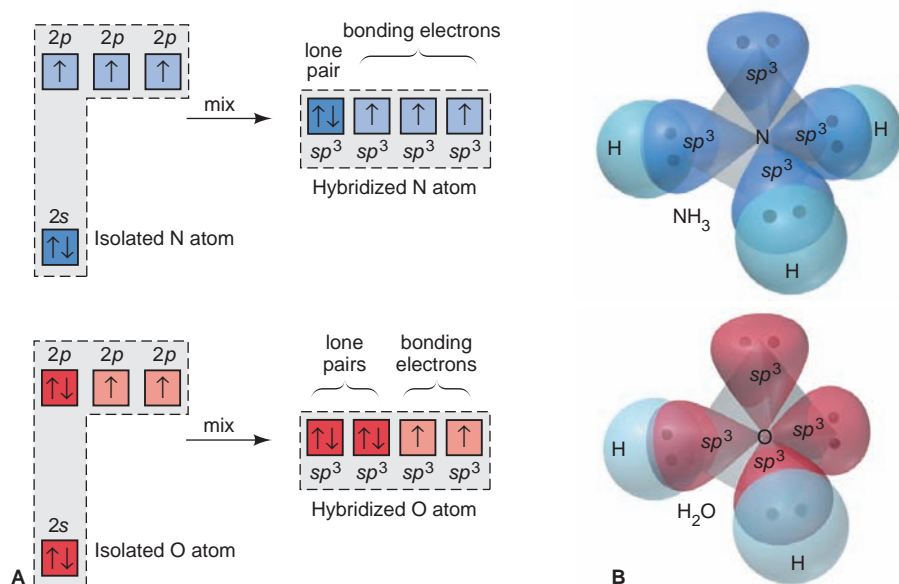 2p 2p 2p
↑ ↑ ↑
mix
2s
↑↓
Isolated N atom
bonding electrons
lone
pair
↑↓ ↑ ↑ ↑
sp³ sp³ sp³ sp³
Hybridized N atom
sp³
H sp³ N sp³ H
sp³
NH₃
H
2p 2p 2p
↑↓ ↑ ↑
mix
2s
↑↓
Isolated O atom
A
lone
pairs
bonding
electrons
↑↓ ↑↓ ↑ ↑
sp³ sp³ sp³ sp³
Hybridized O atom
sp³
H sp³ O sp³
sp³
H₂O
H
B